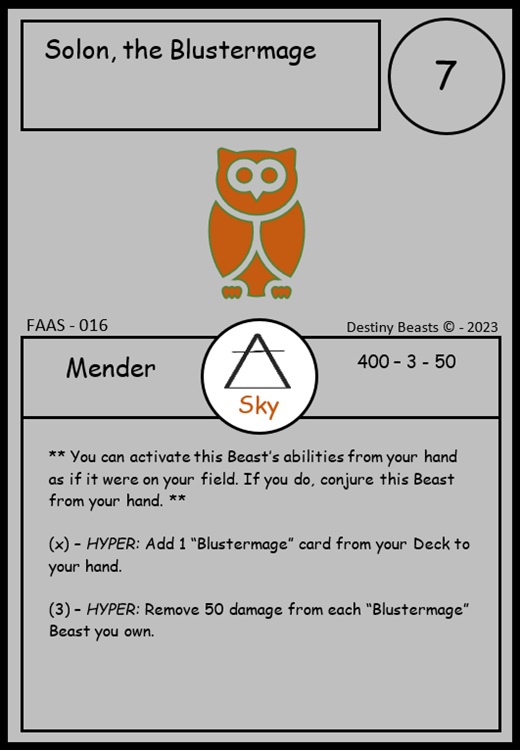 Solon, the Blustermage
7
FAAS - 016
Destiny Beasts © - 2023
Mender
400 – 3 - 50
Sky
** You can activate this Beast's abilities from your hand
as if it were on your field. If you do, conjure this Beast
from your hand. **
(x) – HYPER: Add 1 “Blustermage” card from your Deck to
your hand.
(3) – HYPER: Remove 50 damage from each “Blustermage”
Beast you own.